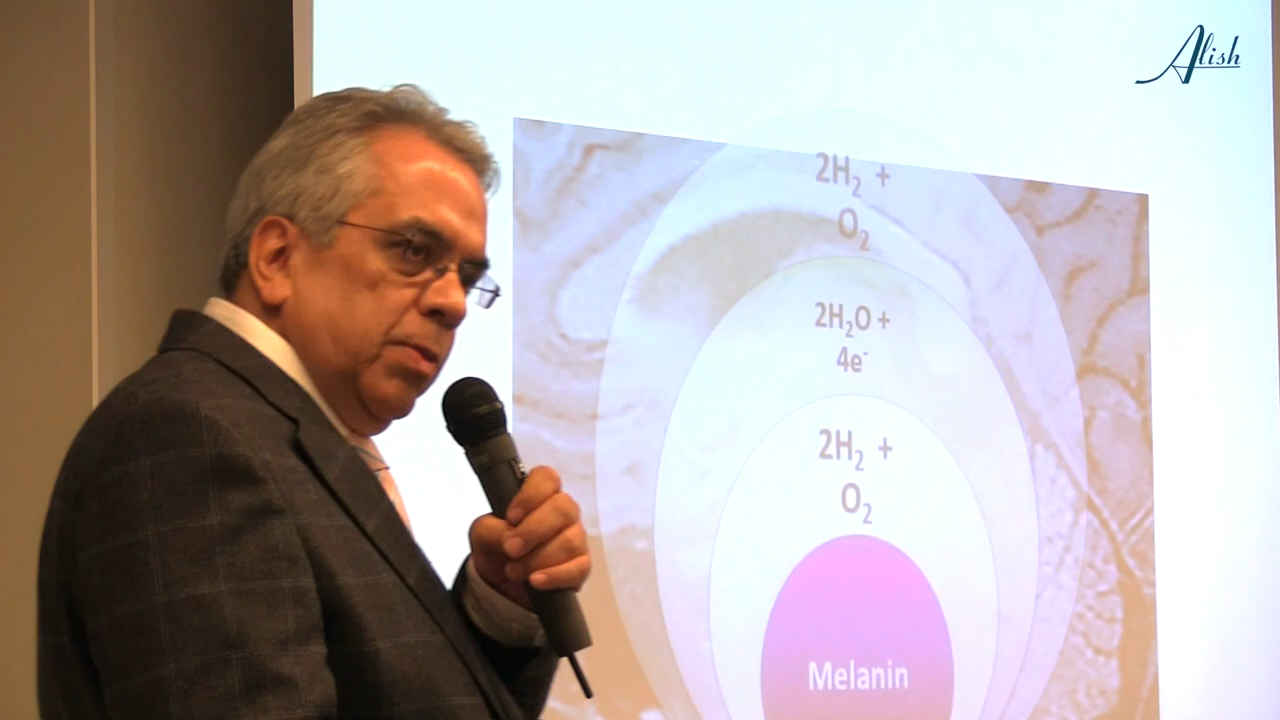 Alish
2H₂ +
O₂
2H₂O +
4e⁻
2H₂ +
O₂
Melanin